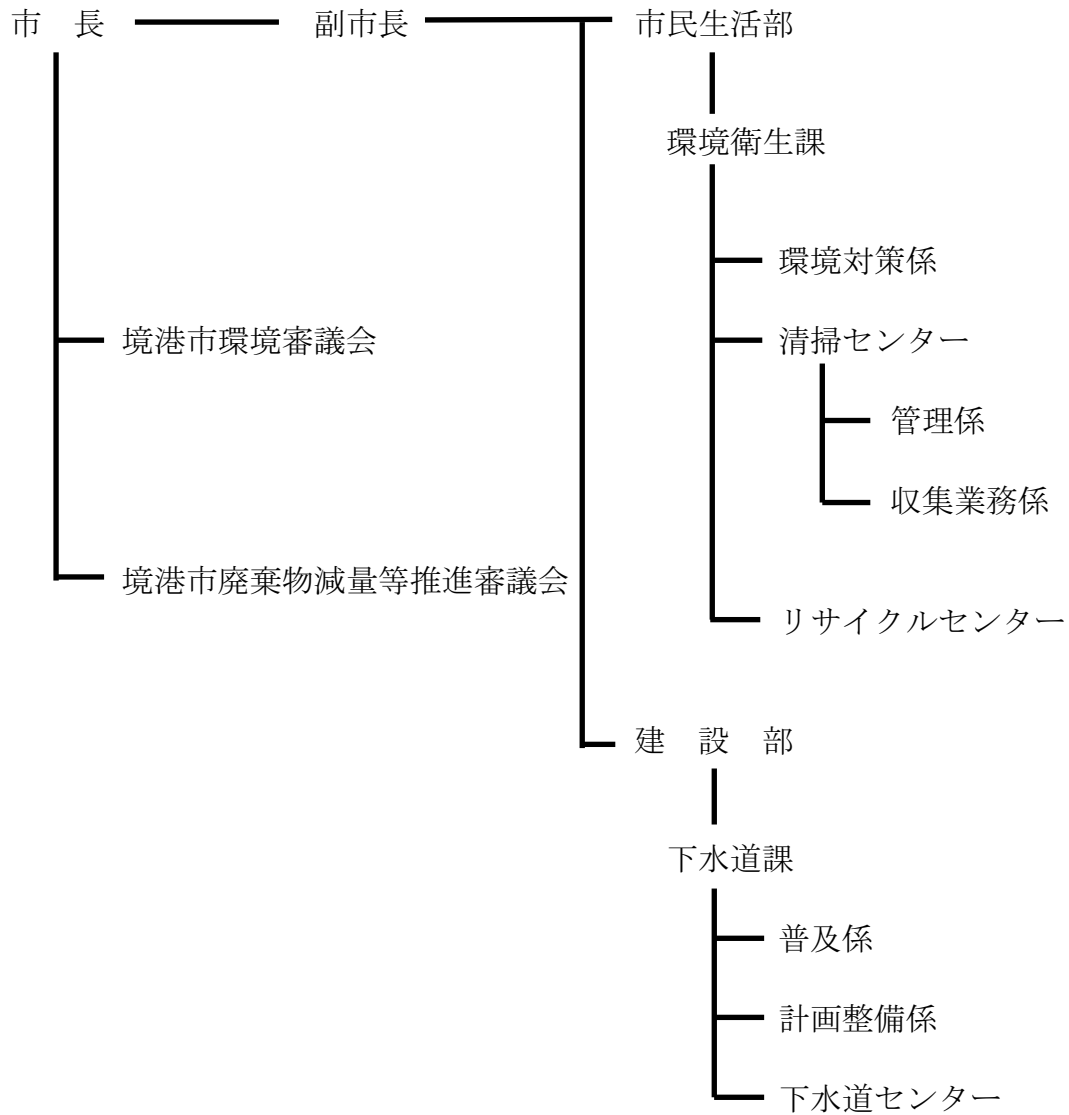 市　長
副市長
市民生活部
環境衛生課
環境対策係
境港市環境審議会
清掃センター
管理係
収集業務係
境港市廃棄物減量等推進審議会
リサイクルセンター
建　設　部
下水道課
普及係
計画整備係
下水道センター